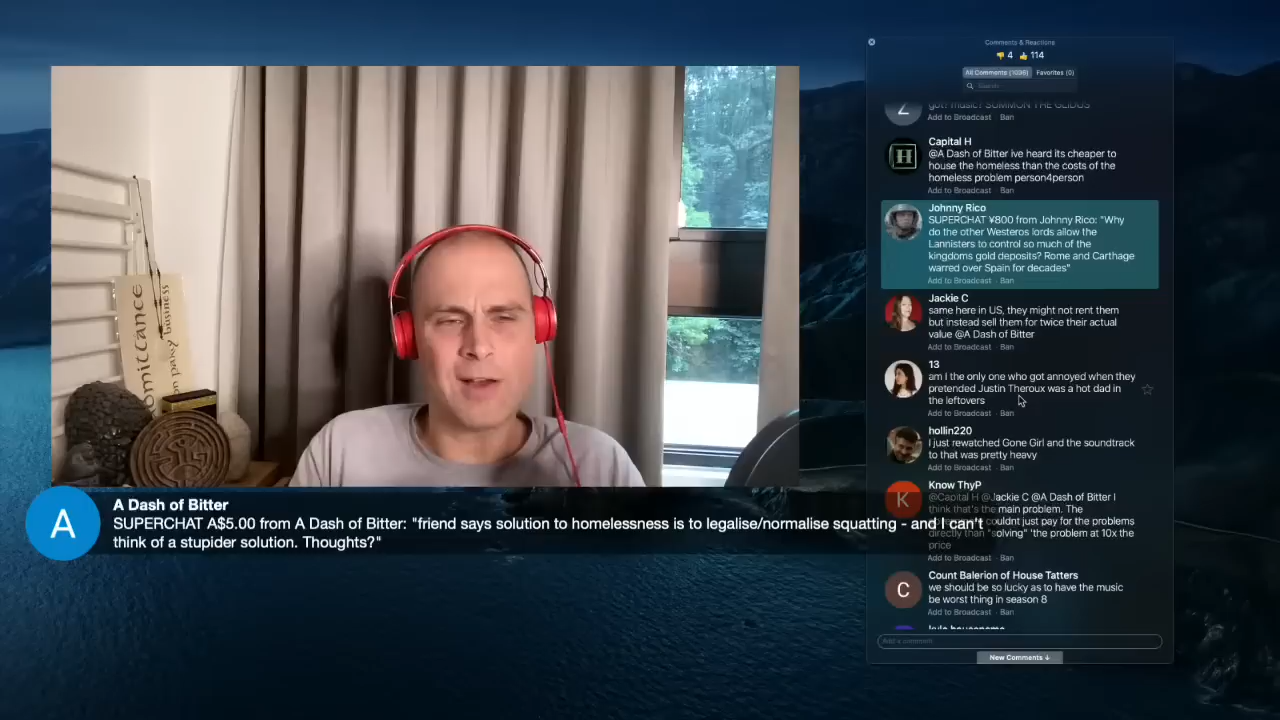 omitCance
on pany business
A
A Dash of Bitter
SUPERCHAT A$5.00 from A Dash of Bitter: "friend says solution to homelessness is to legalise/normalise squatting - and I can't
think of a stupider solution. Thoughts?"
Comments & Reactions
4 114
All Comments (1036) Favorites (0)
Search
Z
got? music? SUMMON THE GLIDUS
Add to Broadcast · Ban
H
Capital H
@A Dash of Bitter ive heard its cheaper to
house the homeless than the costs of the
homeless problem person4person
Add to Broadcast · Ban
Johnny Rico
SUPERCHAT ¥800 from Johnny Rico: "Why
do the other Westeros lords allow the
Lannisters to control so much of the
kingdoms gold deposits? Rome and Carthage
warred over Spain for decades"
Add to Broadcast · Ban
Jackie C
same here in US, they might not rent them
but instead sell them for twice their actual
value @A Dash of Bitter
Add to Broadcast · Ban
13
am I the only one who got annoyed when they
pretended Justin Theroux was a hot dad in
the leftovers
Add to Broadcast · Ban
hollin220
I just rewatched Gone Girl and the soundtrack
to that was pretty heavy
Add to Broadcast · Ban
K
Know ThyP
@Capital H @Jackie C @A Dash of Bitter I
think that's the main problem. The
couldnt just pay for the problems
directly than "solving" 'the problem at 10x the
price
Add to Broadcast · Ban
C
Count Balerion of House Tatters
we should be so lucky as to have the music
be worst thing in season 8
Add to Broadcast · Ban
Add a comment
New Comments ↓